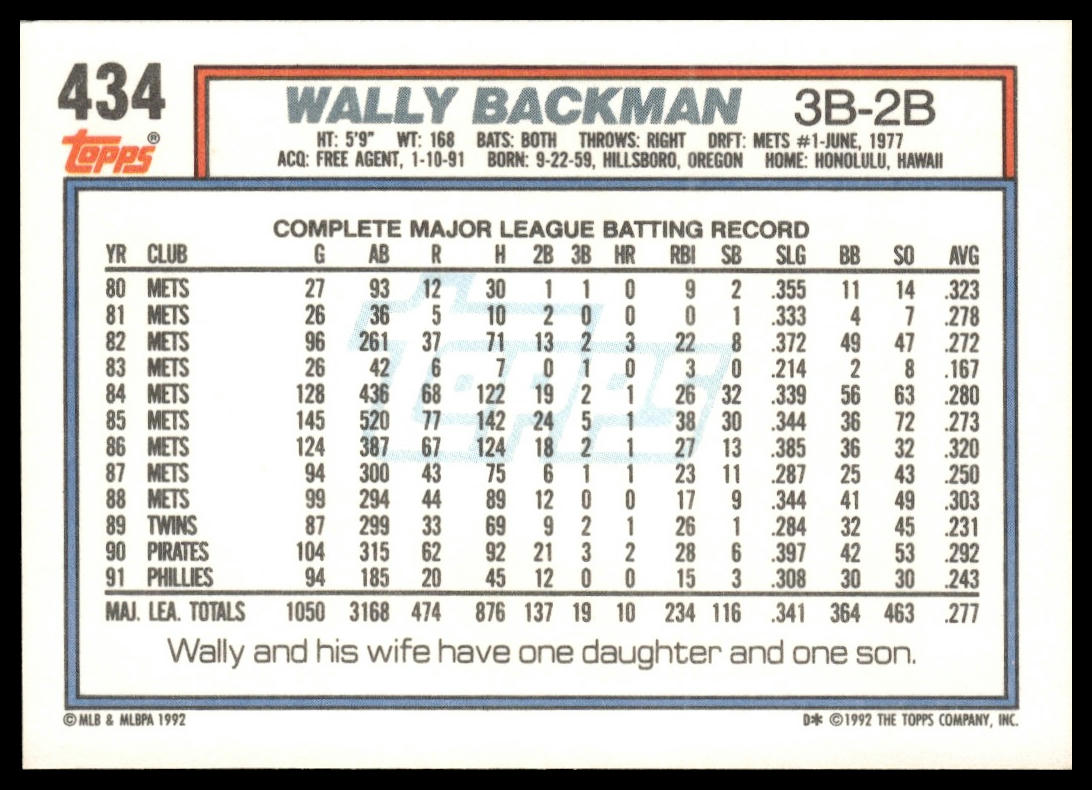 434
WALLY BACKMAN 3B-2B
topps®
HT: 5'9" WT: 168 BATS: BOTH THROWS: RIGHT DRFT: METS #1-JUNE, 1977
ACQ: FREE AGENT, 1-10-91 BORN: 9-22-59, HILLSBORO, OREGON HOME: HONOLULU, HAWAII
COMPLETE MAJOR LEAGUE BATTING RECORD
YR CLUB G AB R H 2B 3B HR RBI SB SLG BB SO AVG
80 METS 27 93 12 30 1 1 0 9 2 .355 11 14 .323
81 METS 26 36 5 10 2 0 0 0 1 .333 4 7 .278
82 METS 96 261 37 71 13 2 3 22 8 .372 49 47 .272
83 METS 26 42 6 7 0 1 0 3 0 .214 2 8 .167
84 METS 128 436 68 122 19 2 1 26 32 .339 56 63 .280
85 METS 145 520 77 142 24 5 1 38 30 .344 36 72 .273
86 METS 124 387 67 124 18 2 1 27 13 .385 36 32 .320
87 METS 94 300 43 75 6 1 1 23 11 .287 25 43 .250
88 METS 99 294 44 89 12 0 0 17 9 .344 41 49 .303
89 TWINS 87 299 33 69 9 2 1 26 1 .284 32 45 .231
90 PIRATES 104 315 62 92 21 3 2 28 6 .397 42 53 .292
91 PHILLIES 94 185 20 45 12 0 0 15 3 .308 30 30 .243
MAJ. LEA. TOTALS 1050 3168 474 876 137 19 10 234 116 .341 364 463 .277
topps
Wally and his wife have one daughter and one son.
© MLB & MLBPA 1992
D* © 1992 THE TOPPS COMPANY, INC.